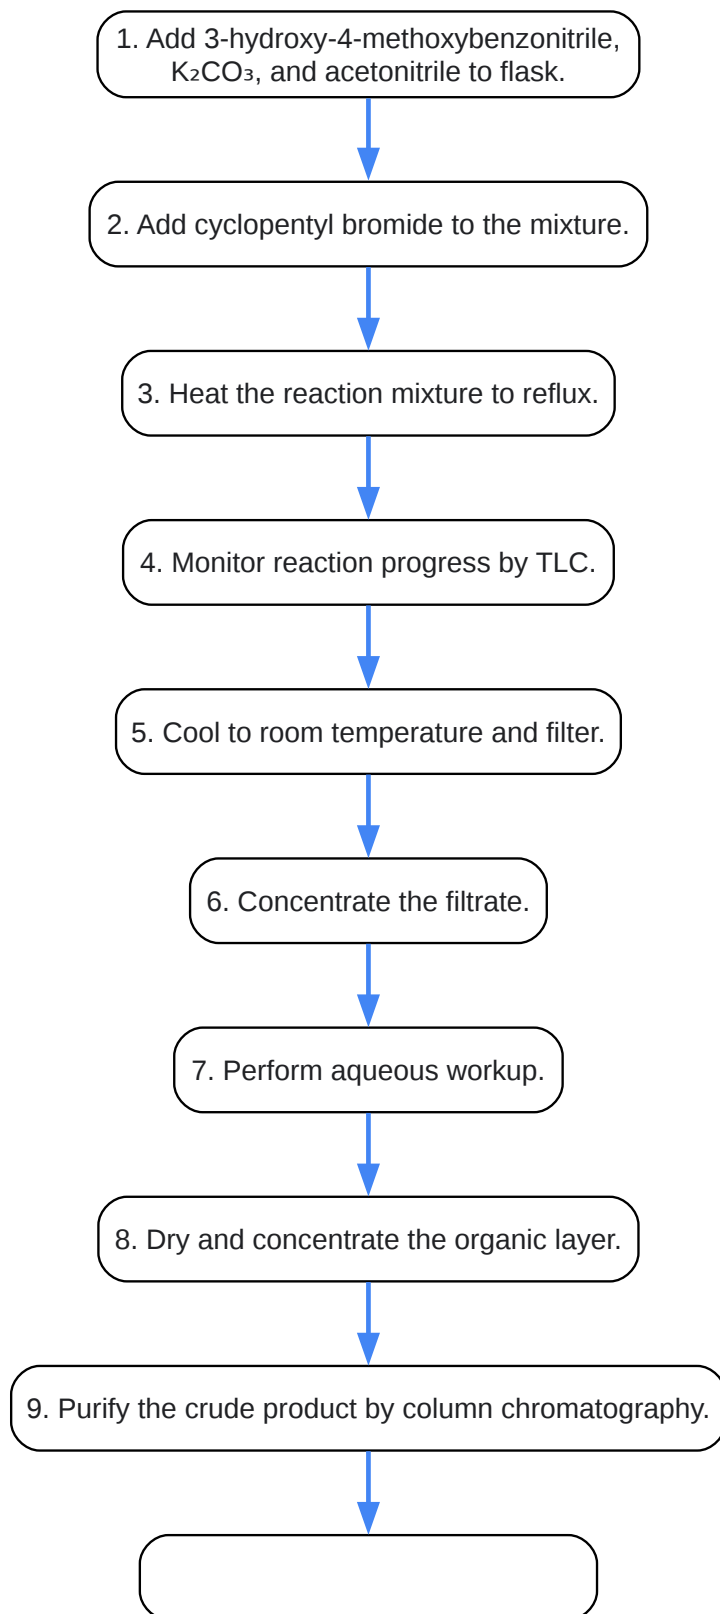 1. Add 3-hydroxy-4-methoxybenzonitrile,
K₂CO₃, and acetonitrile to flask.
2. Add cyclopentyl bromide to the mixture.
3. Heat the reaction mixture to reflux.
4. Monitor reaction progress by TLC.
5. Cool to room temperature and filter.
6. Concentrate the filtrate.
7. Perform aqueous workup.
8. Dry and concentrate the organic layer.
9. Purify the crude product by column chromatography.